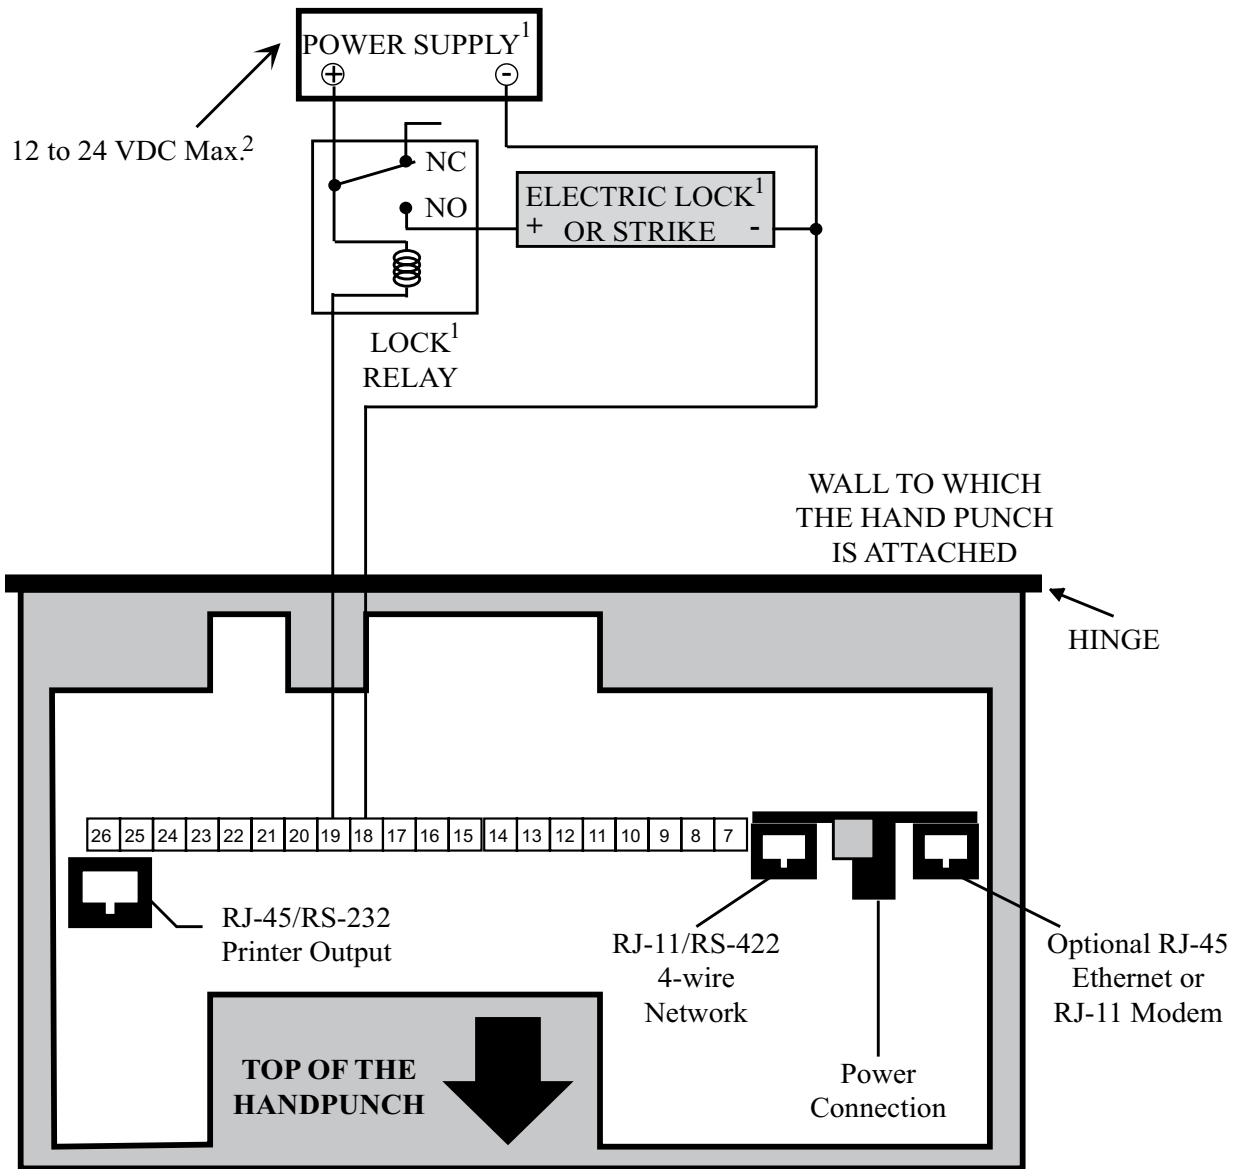 POWER SUPPLY1
+
-
12 to 24 VDC Max.2
NC
NO
ELECTRIC LOCK1
+ OR STRIKE -
LOCK1
RELAY
WALL TO WHICH
THE HAND PUNCH
IS ATTACHED
HINGE
26 25 24 23 22 21 20 19 18 17 16 15 14 13 12 11 10 9 8 7
RJ-45/RS-232
Printer Output
RJ-11/RS-422
4-wire
Network
Optional RJ-45
Ethernet or
RJ-11 Modem
Power
Connection
TOP OF THE
HANDPUNCH